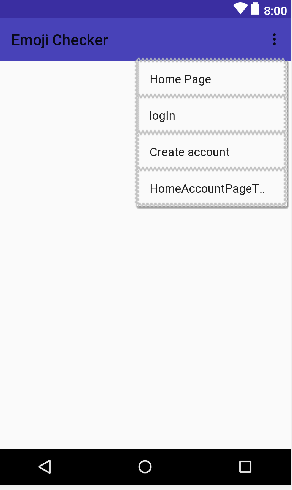 8:00
Emoji Checker
Home Page
login
Create account
HomeAccountPageT..